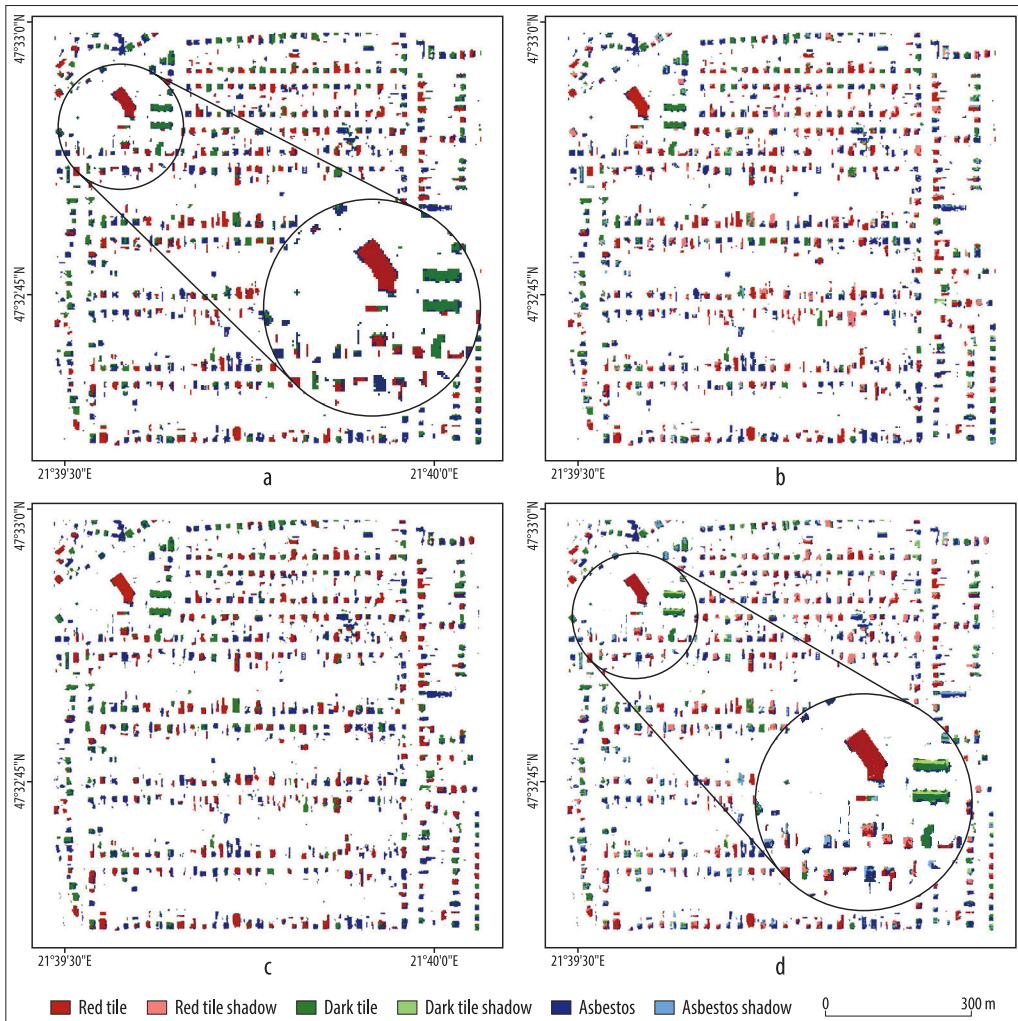 47°33'0"N
47°32'45"N
21°39'30"E
a
21°40'0"E
47°33'0"N
47°32'45"N
21°39'30"E
b
47°33'0"N
47°32'45"N
21°39'30"E
c
21°40'0"E
47°33'0"N
47°32'45"N
21°39'30"E
d
Red tile
Red tile shadow
Dark tile
Dark tile shadow
Asbestos
Asbestos shadow
0
300 m